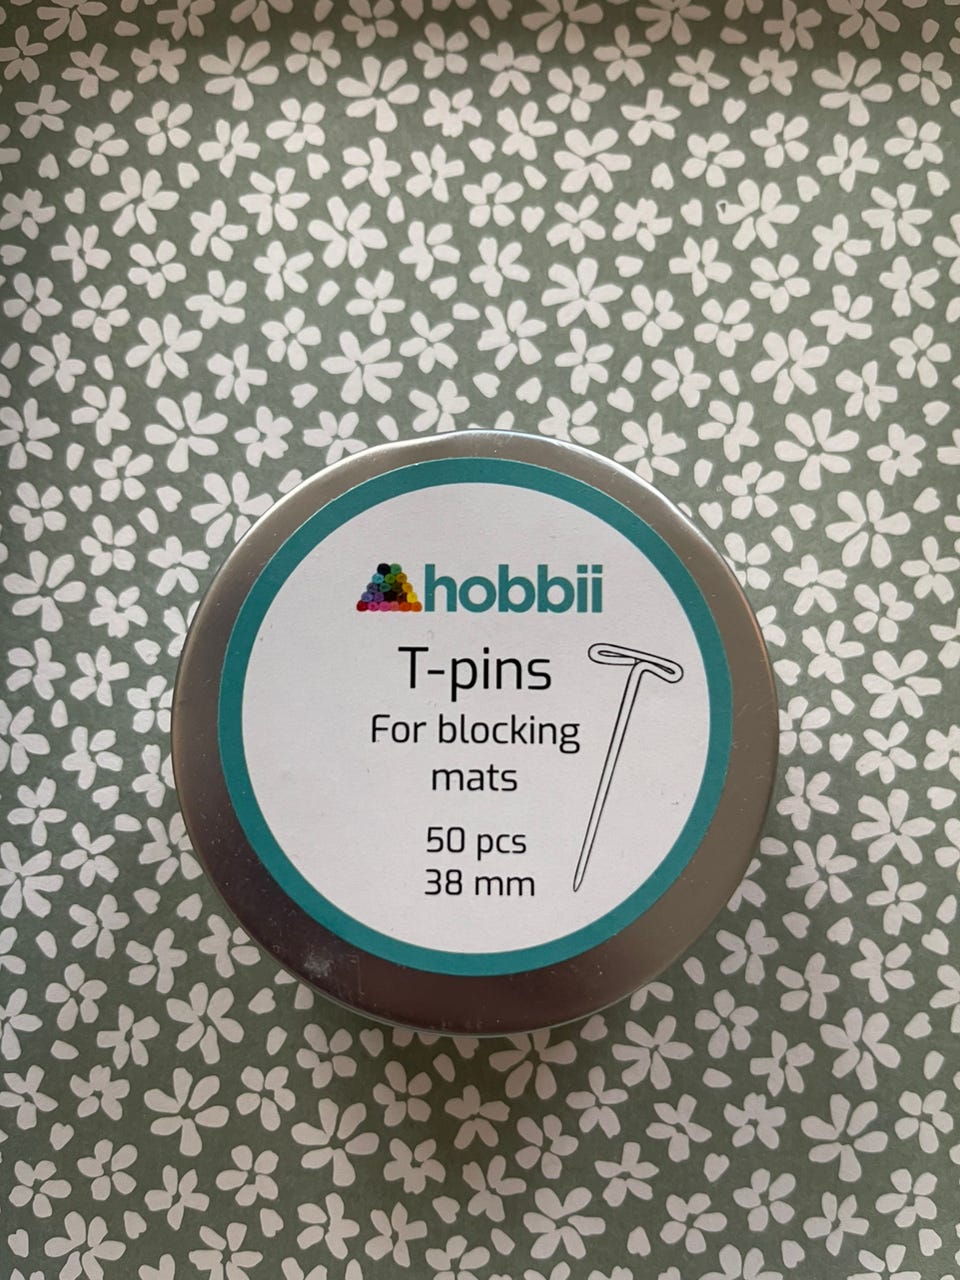 hobbii
T-pins
For blocking
mats
50 pcs
38 mm